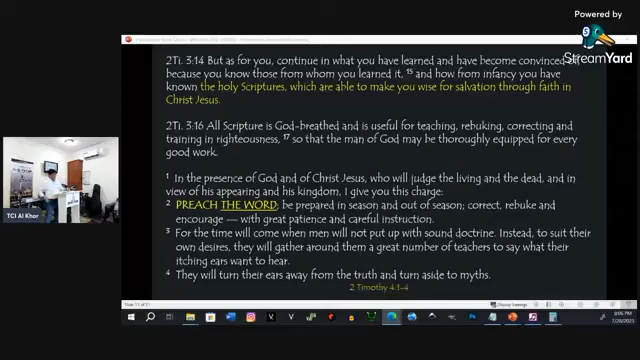 Powered by
StreamYard
2Ti. 3:14 But as for you, continue in what you have learned and have become convinced of,
because you know those from whom you learned it, 15 and how from infancy you have
known the holy Scriptures, which are able to make you wise for salvation through faith in
Christ Jesus.
2Ti. 3:16 All Scripture is God-breathed and is useful for teaching, rebuking, correcting and
training in righteousness, 17 so that the man of God may be thoroughly equipped for every
good work.
1 In the presence of God and of Christ Jesus, who will judge the living and the dead, and in
view of his appearing and his kingdom, I give you this charge:
2 PREACH THE WORD; be prepared in season and out of season; correct, rebuke and
encourage — with great patience and careful instruction.
3 For the time will come when men will not put up with sound doctrine. Instead, to suit their
own desires, they will gather around them a great number of teachers to say what their
itching ears want to hear.
4 They will turn their ears away from the truth and turn aside to myths.
2 Timothy 4:1-4
TCI Al Khor
8:06 PM